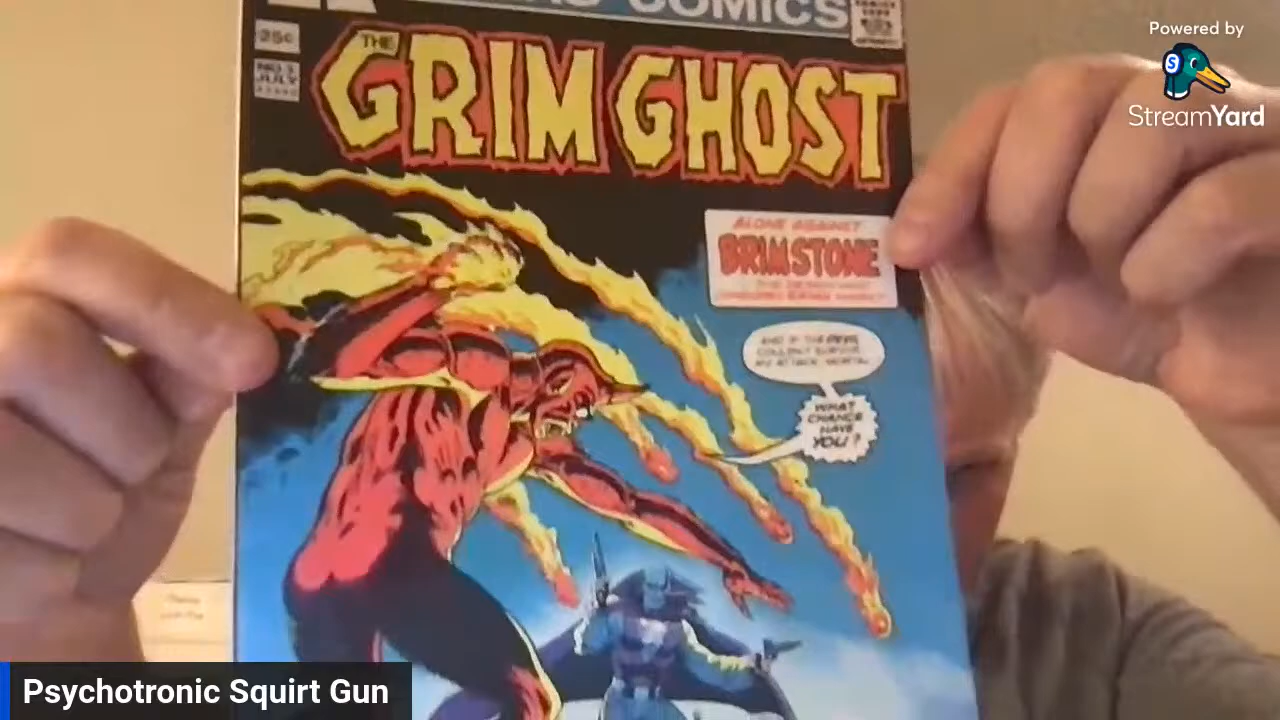 COMICS
25¢
JULY
THE
GRIM GHOST
ALONE AGAINST
BRIMSTONE
AND IF THE DEVIL
COULDN'T SURVIVE
MY ATTACK, MORTAL...
WHAT
CHANCE
HAVE
YOU?
Powered by
StreamYard
Psychotronic Squirt Gun